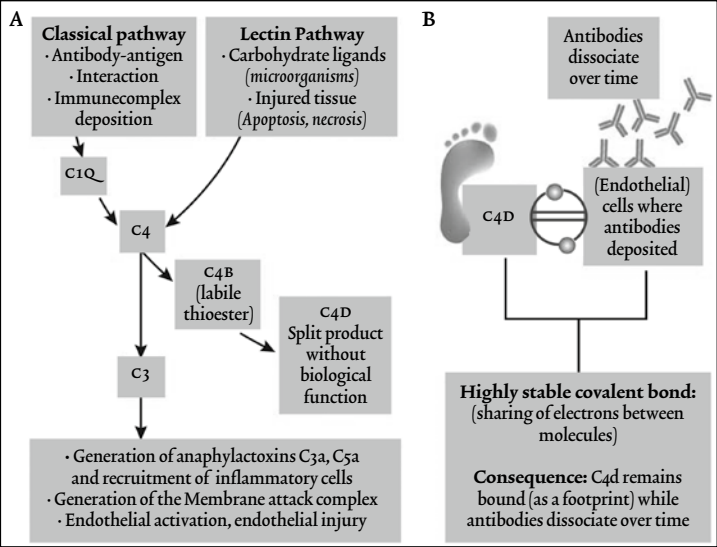 A
Classical pathway
· Antibody-antigen
· Interaction
· Immunecomplex
deposition
Lectin Pathway
· Carbohydrate ligands
(microorganisms)
· Injured tissue
(Apoptosis, necrosis)
C1Q
C4
C4B
(labile
thioester)
C4D
Split product
without
biological
function
C3
· Generation of anaphylactoxins C3a, C5a
and recruitment of inflammatory cells
· Generation of the Membrane attack complex
· Endothelial activation, endothelial injury
B
Antibodies
dissociate
over time
C4D
(Endothelial)
cells where
antibodies
deposited
Highly stable covalent bond:
(sharing of electrons between
molecules)
Consequence: C4d remains
bound (as a footprint) while
antibodies dissociate over time